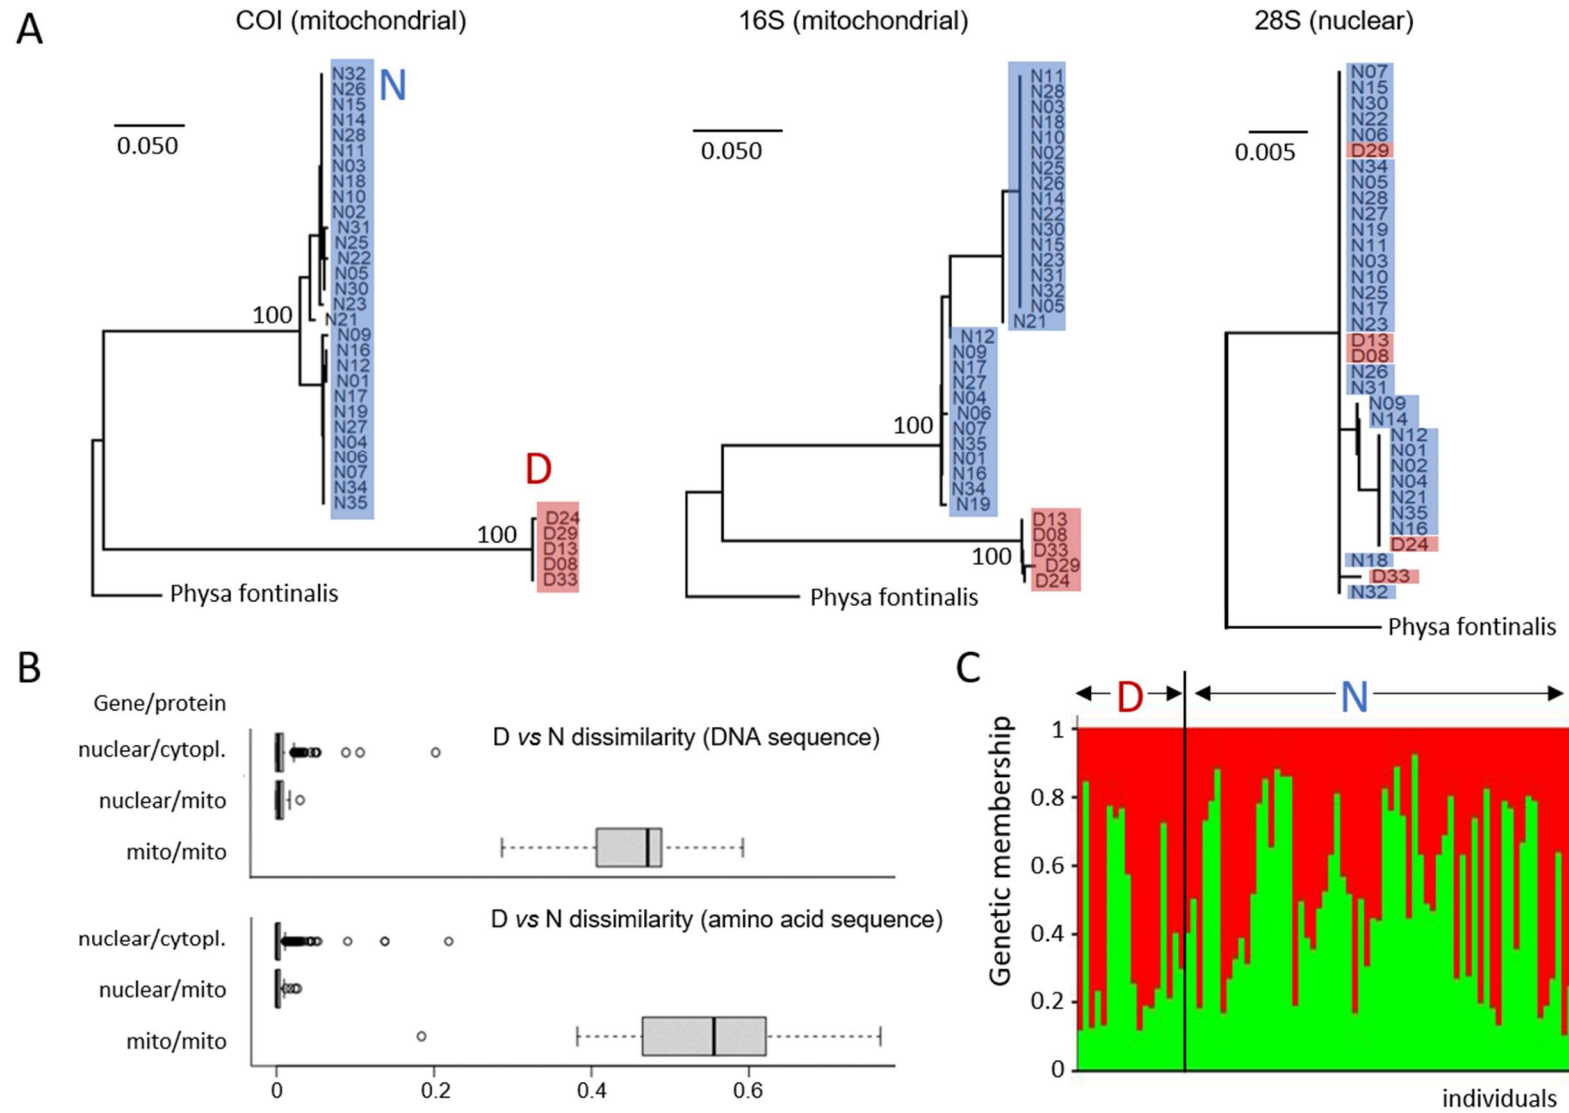 A
COI (mitochondrial)
16S (mitochondrial)
28S (nuclear)
0.050
N
N32
N26
N15
N14
N28
N11
N03
N18
N10
N02
N31
N25
N22
N05
N30
N23
N21
N09
N16
N12
N01
N17
N19
N27
N04
N06
N07
N34
N35
100
D
100
D24
D29
D13
D08
D33
Physa fontinalis
0.050
N11
N28
N03
N18
N10
N02
N25
N26
N14
N22
N30
N15
N23
N31
N32
N05
N21
N12
N09
N17
N27
N04
N06
N07
N35
N01
N16
N34
N19
100
100
D13
D08
D33
D29
D24
Physa fontinalis
0.005
N07
N15
N30
N22
N06
D29
N34
N05
N28
N27
N19
N11
N03
N10
N25
N17
N23
D13
D08
N26
N31
N09
N14
N12
N01
N02
N04
N21
N35
N16
D24
N18
D33
N32
Physa fontinalis
B
Gene/protein
D vs N dissimilarity (DNA sequence)
nuclear/cytopl.
nuclear/mito
mito/mito
D vs N dissimilarity (amino acid sequence)
nuclear/cytopl.
nuclear/mito
mito/mito
0 0.2 0.4 0.6
C
D N
Genetic membership
1
0.8
0.6
0.4
0.2
0
individuals